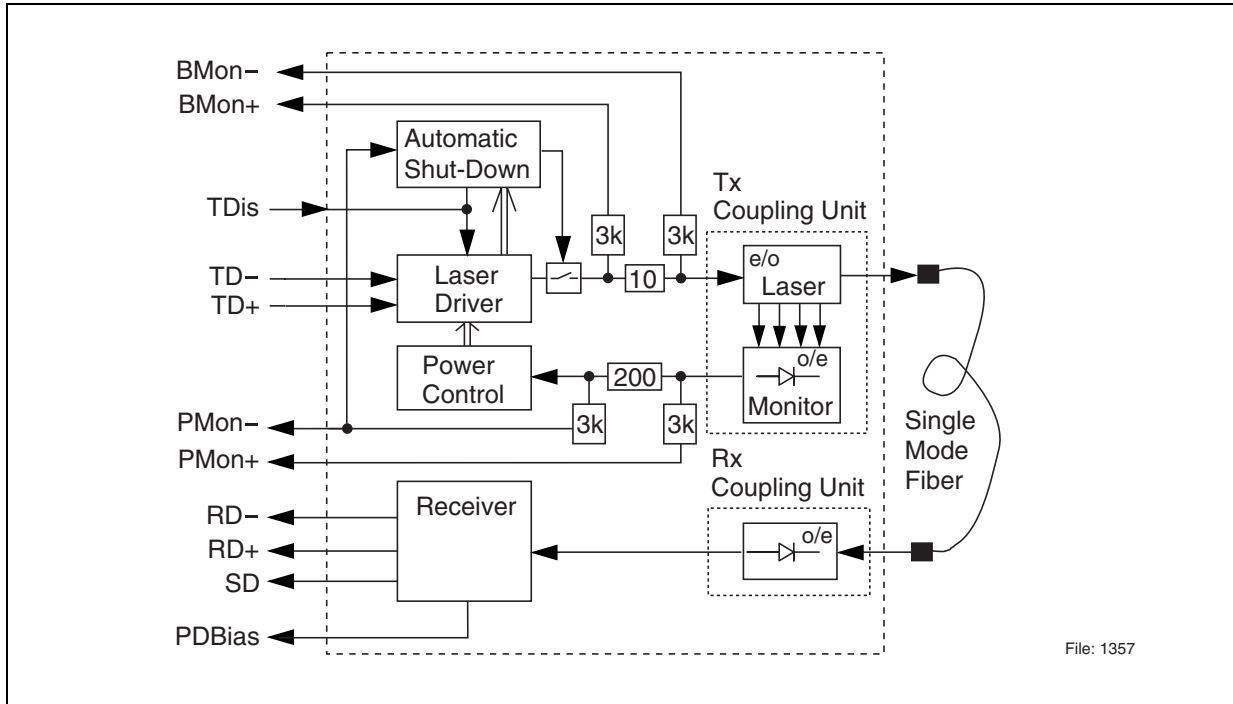 BMon−
BMon+
Automatic
Shut-Down
TDis
Tx
Coupling Unit
3k
3k
TD−
TD+
Laser
Driver
10
e/o
Laser
Power
Control
200
o/e
Monitor
3k
3k
PMon−
PMon+
Single
Mode
Fiber
Rx
Coupling Unit
RD−
RD+
SD
Receiver
o/e
PDBias
File: 1357